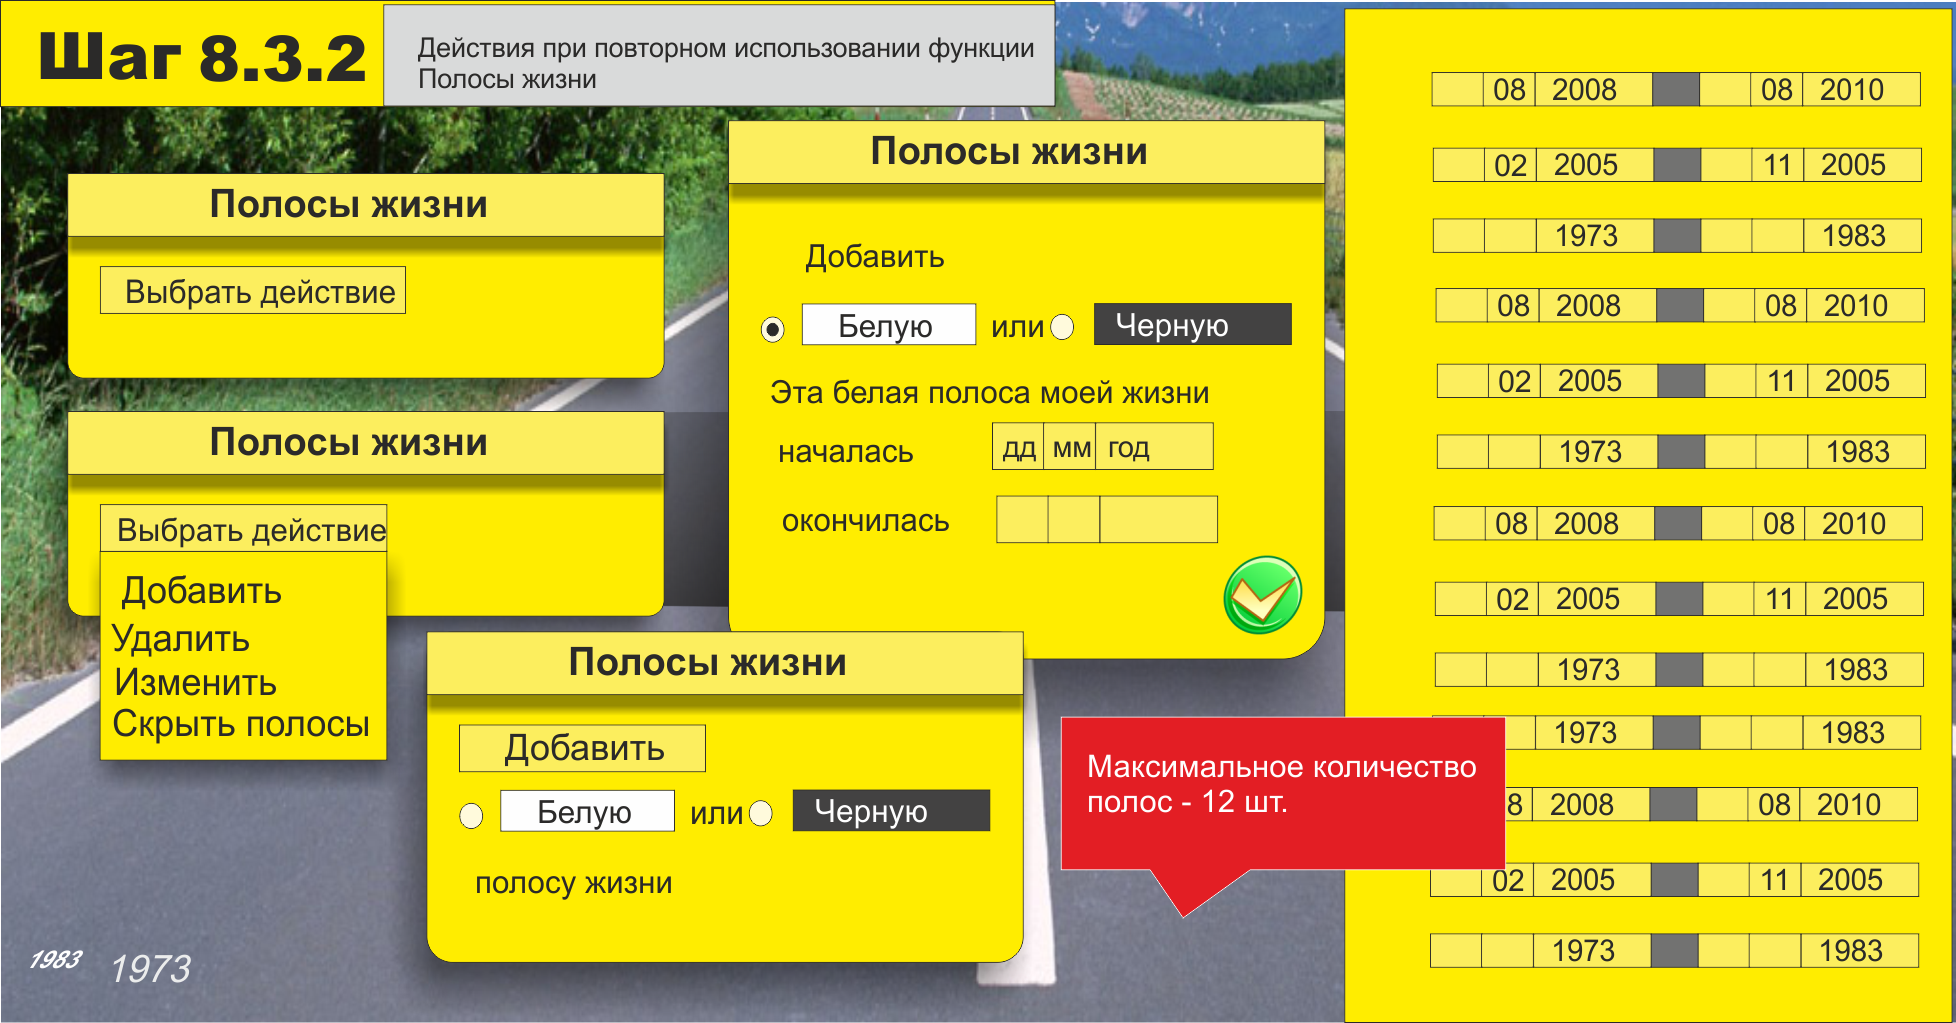 Шаг 8.3.2
Действия при повторном использовании функции
Полосы жизни
Полосы жизни
Выбрать действие
Полосы жизни
Выбрать действие
Добавить
Удалить
Изменить
Скрыть полосы
Полосы жизни
Добавить
Белую или Черную
Эта белая полоса моей жизни
началась дд мм год
окончилась
Полосы жизни
Добавить
Белую или Черную
полосу жизни
Максимальное количество
полос - 12 шт.
08 2008 08 2010
02 2005 11 2005
1973 1983
08 2008 08 2010
02 2005 11 2005
1973 1983
08 2008 08 2010
02 2005 11 2005
1973 1983
1973 1983
8 2008 08 2010
02 2005 11 2005
1973 1983
1983 1973